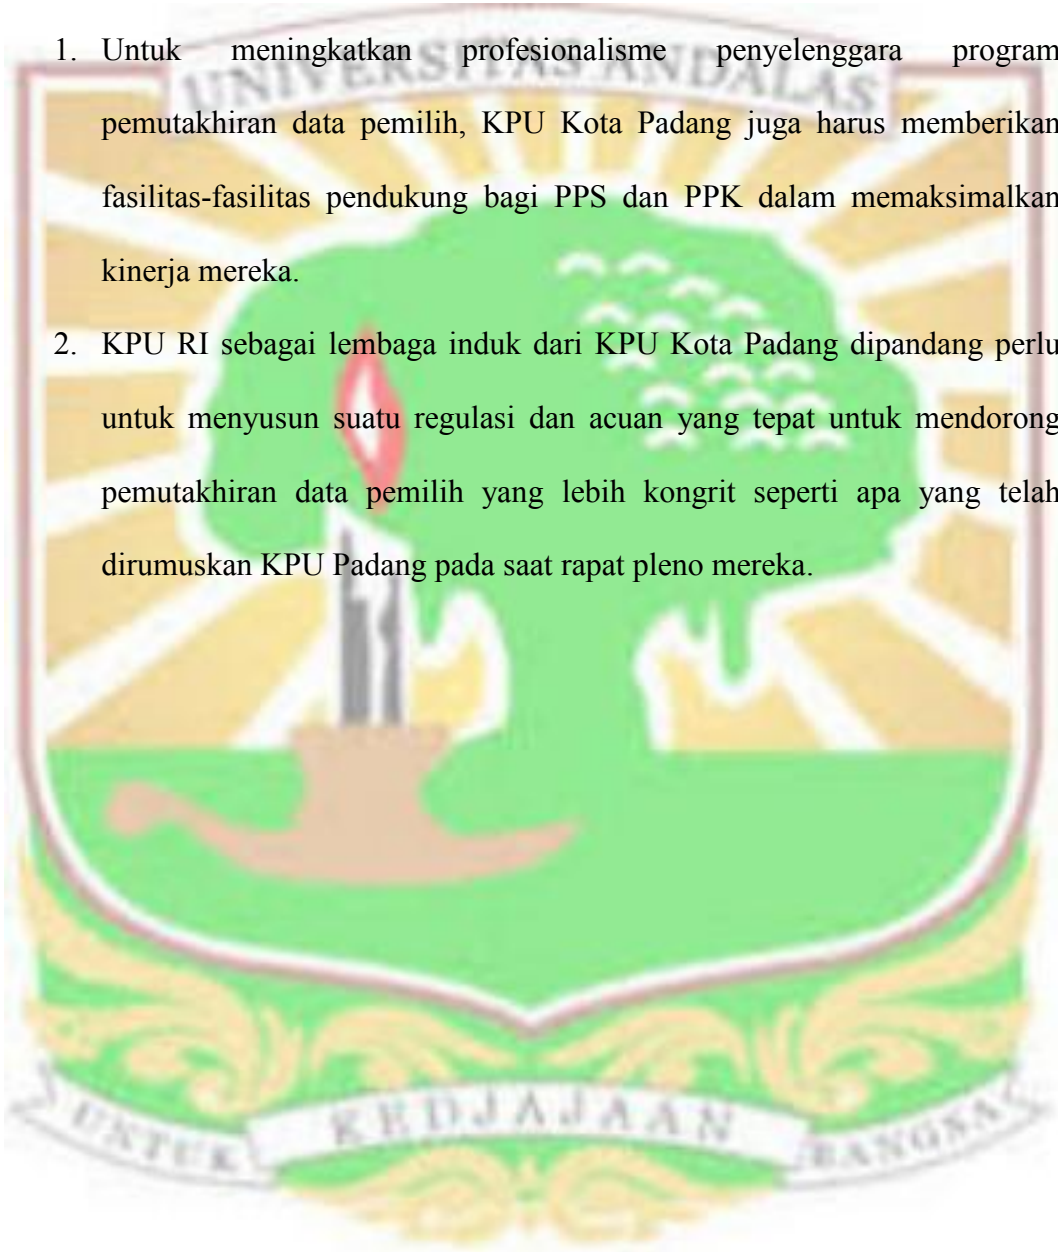 UNIVERSITAS ANDALAS
1. Untuk meningkatkan profesionalisme penyelenggara program
pemutakhiran data pemilih, KPU Kota Padang juga harus memberikan
fasilitas-fasilitas pendukung bagi PPS dan PPK dalam memaksimalkan
kinerja mereka.
2. KPU RI sebagai lembaga induk dari KPU Kota Padang dipandang perlu
untuk menyusun suatu regulasi dan acuan yang tepat untuk mendorong
pemutakhiran data pemilih yang lebih kongrit seperti apa yang telah
dirumuskan KPU Padang pada saat rapat pleno mereka.
UNTUK KEDJAJAAN BANGSA